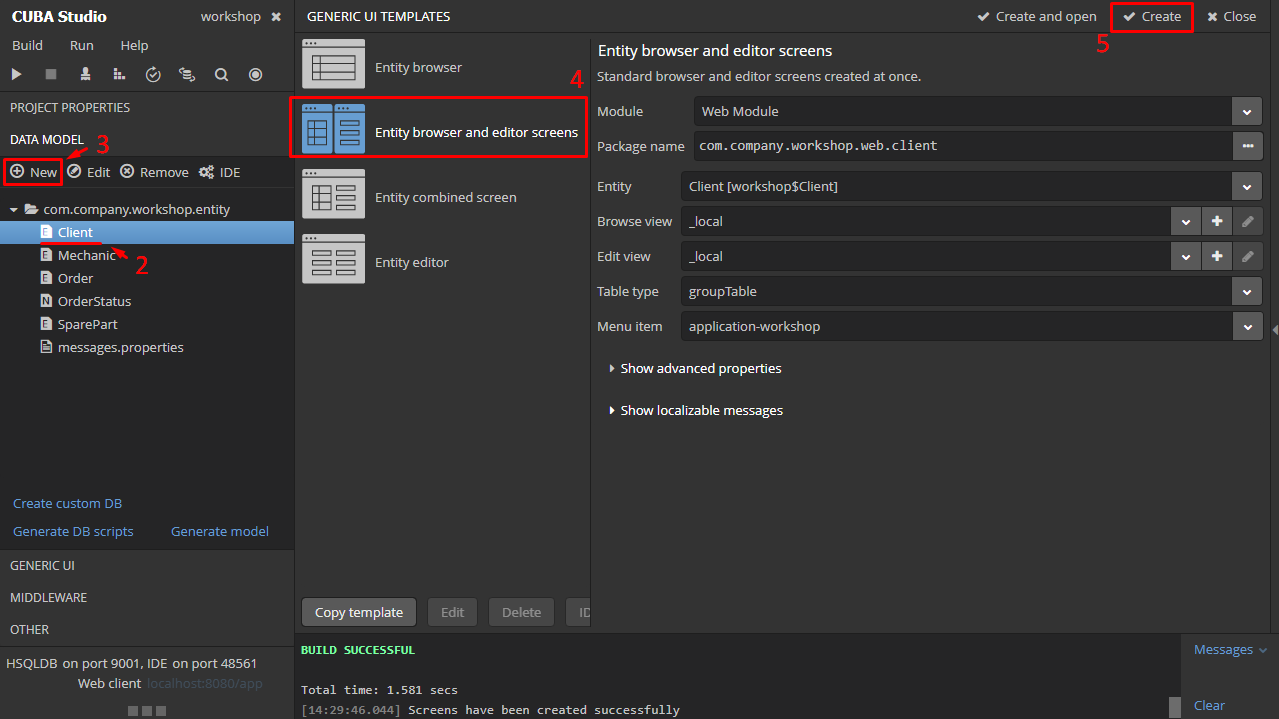 CUBA Studio
workshop
Build Run Help
PROJECT PROPERTIES
DATA MODEL
3
New Edit Remove IDE
com.company.workshop.entity
E Client
2
E Mechanic
E Order
N OrderStatus
E SparePart
messages.properties
Create custom DB
Generate DB scripts Generate model
GENERIC UI
MIDDLEWARE
OTHER
HSQLDB on port 9001, IDE on port 48561
Web client localhost:8080/app
GENERIC UI TEMPLATES
Create and open Create Close
5
Entity browser
4
Entity browser and editor screens
Entity combined screen
Entity editor
Copy template Edit Delete ID
Entity browser and editor screens
Standard browser and editor screens created at once.
Module Web Module
Package name com.company.workshop.web.client
Entity Client [workshop$Client]
Browse view _local
Edit view _local
Table type groupTable
Menu item application-workshop
Show advanced properties
Show localizable messages
BUILD SUCCESSFUL
Total time: 1.581 secs
[14:29:46.044] Screens have been created successfully
Messages
Clear